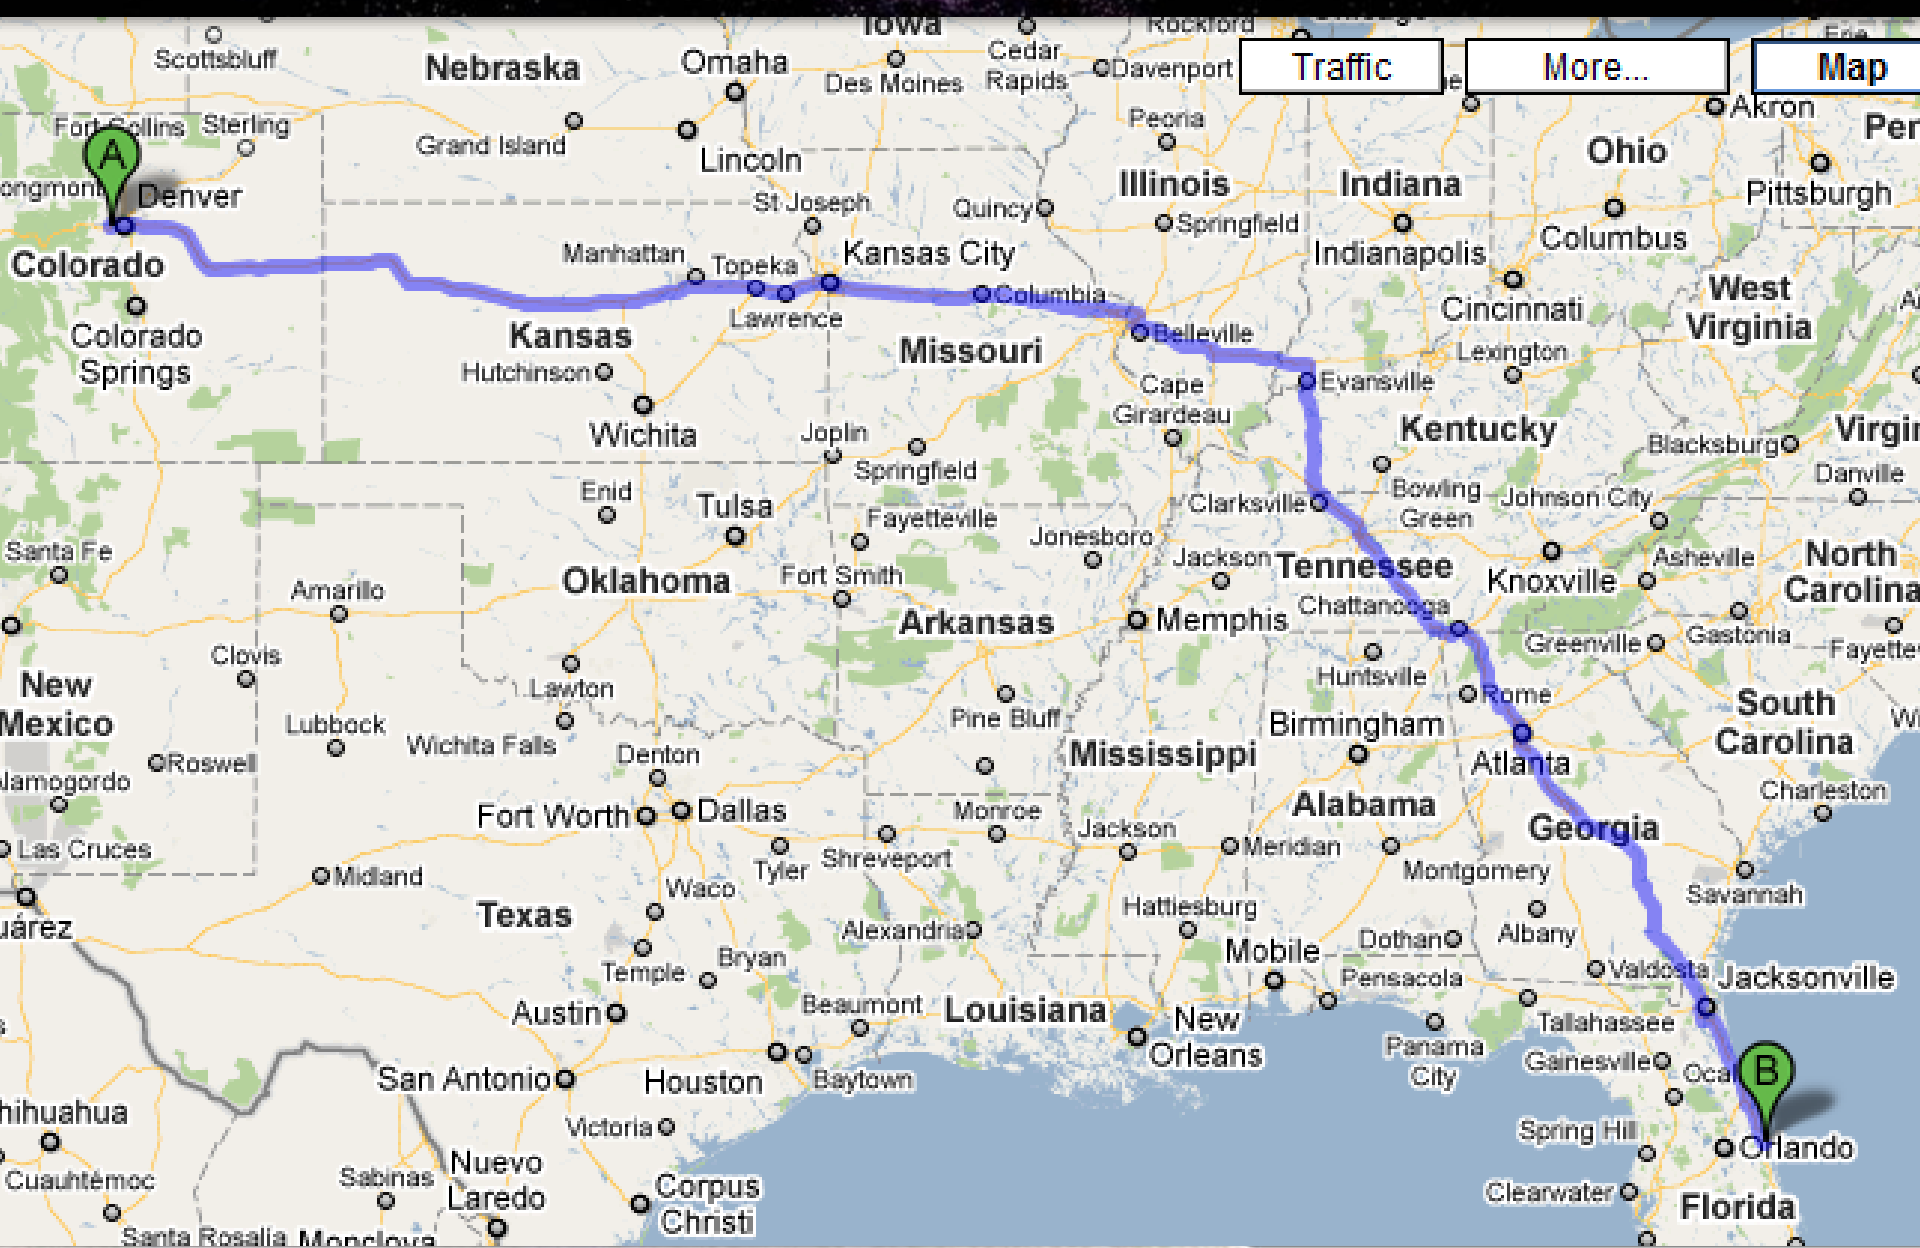 Iowa
Rockford
Scottsbluff
Nebraska
Omaha
Des Moines
Cedar
Rapids
Davenport
Traffic
More...
Map
Akron
Fort Collins
Sterling
Grand Island
Lincoln
Peoria
Ohio
Pittsburgh
A
Denver
St Joseph
Quincy
Illinois
Springfield
Indiana
Indianapolis
Columbus
Colorado
Manhattan
Topeka
Kansas City
Columbia
Cincinnati
West
Virginia
Colorado
Springs
Lawrence
Kansas
Missouri
Belleville
Lexington
Hutchinson
Cape
Girardeau
Evansville
Wichita
Joplin
Springfield
Kentucky
Blacksburg
Danville
Enid
Tulsa
Fayetteville
Clarksville
Bowling
Green
Johnson City
Santa Fe
Jonesboro
Jackson
Tennessee
Knoxville
Asheville
North
Carolina
Amarillo
Oklahoma
Fort Smith
Arkansas
Memphis
Chattanooga
Greenville
Gastonia
Clovis
Huntsville
New
Mexico
Lawton
Rome
South
Carolina
Lubbock
Wichita Falls
Pine Bluff
Birmingham
Roswell
Denton
Mississippi
Atlanta
Charleston
Fort Worth
Dallas
Monroe
Jackson
Alabama
Georgia
Las Cruces
Midland
Tyler
Shreveport
Meridian
Montgomery
Savannah
Texas
Waco
Alexandria
Hattiesburg
Dothan
Albany
Temple
Bryan
Mobile
Pensacola
Valdosta
Jacksonville
Austin
Beaumont
Louisiana
New
Orleans
Tallahassee
Panama
City
Gainesville
San Antonio
Houston
Baytown
B
Victoria
Spring Hill
Orlando
Cuauhtémoc
Sabinas
Nuevo
Laredo
Corpus
Christi
Clearwater
Florida
Santa Rosalia
Monclova